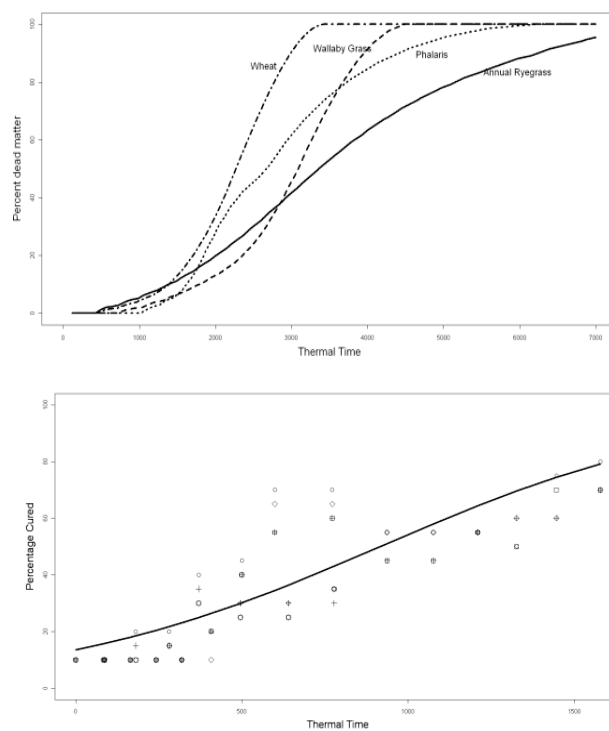 100
80
60
40
20
0
Percent dead matter
Wheat
Wallaby Grass
Phalaris
Annual Ryegrass
0 1000 2000 3000 4000 5000 6000 7000
Thermal Time
100
80
60
40
20
0
Percentage Cured
0 500 1000 1500
Thermal Time